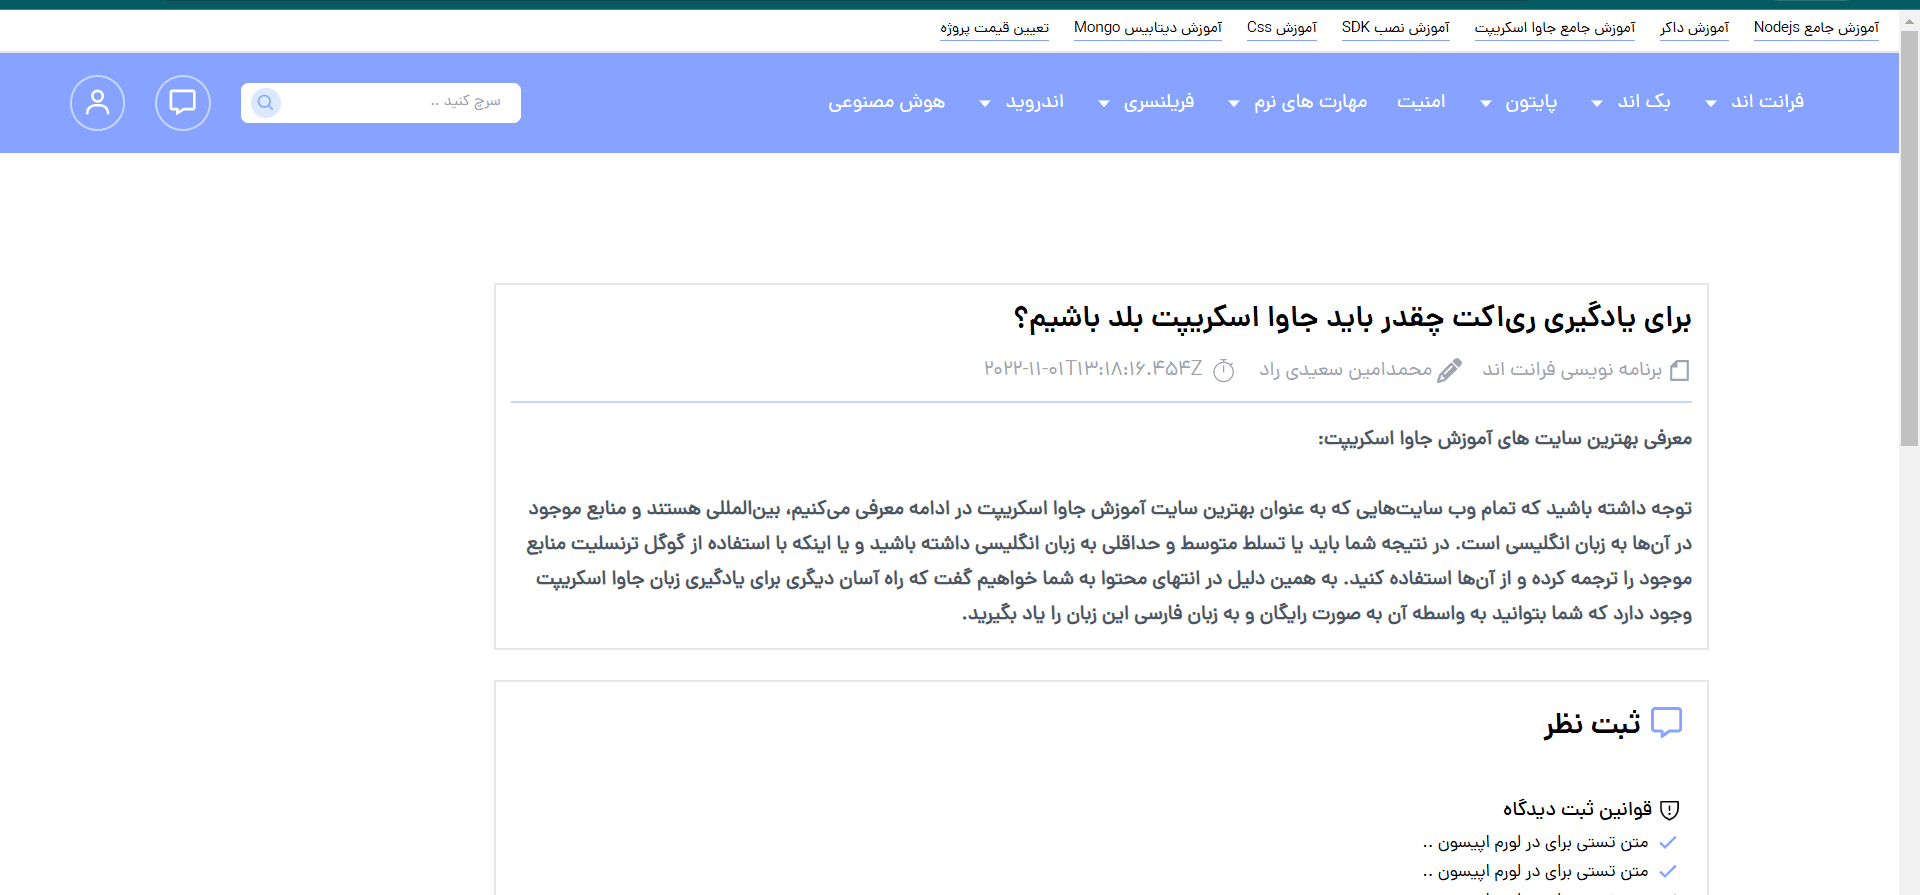 آموزش جامع Nodejs
آموزش داکر
آموزش جامع جاوا اسکریپت
آموزش نصب SDK
آموزش Css
آموزش دیتابیس Mongo
تعیین قیمت پروژه
فرانت اند
بک اند
پایتون
امنیت
مهارت های نرم
فریلنسری
اندروید
هوش مصنوعی
سرچ کنید ..
برای یادگیری ری‌اکت چقدر باید جاوا اسکریپت بلد باشیم؟
برنامه نویسی فرانت اند
محمدامین سعیدی راد
۲۰۲۲-۱۱-۰۱T۱۳:۱۸:۱۶.۴۵۴Z
معرفی بهترین سایت های آموزش جاوا اسکریپت:
توجه داشته باشید که تمام وب سایت‌هایی که به عنوان بهترین سایت آموزش جاوا اسکریپت در ادامه معرفی می‌کنیم، بین‌المللی هستند و منابع موجود
در آن‌ها به زبان انگلیسی است. در نتیجه شما باید یا تسلط متوسط و حداقلی به زبان انگلیسی داشته باشید و یا اینکه با استفاده از گوگل ترنسلیت منابع
موجود را ترجمه کرده و از آن‌ها استفاده کنید. به همین دلیل در انتهای محتوا به شما خواهیم گفت که راه آسان دیگری برای یادگیری زبان جاوا اسکریپت
وجود دارد که شما بتوانید به واسطه آن به صورت رایگان و به زبان فارسی این زبان را یاد بگیرید.
ثبت نظر
قوانین ثبت دیدگاه
متن تستی برای در لورم اپیسون ..
متن تستی برای در لورم اپیسون ..